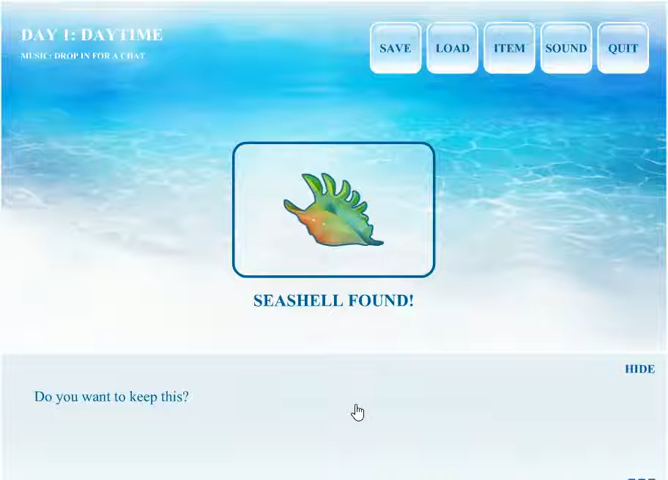 DAY 1: DAYTIME
MUSIC: DROP IN FOR A CHAT
SAVE
LOAD
ITEM
SOUND
QUIT
SEASHELL FOUND!
HIDE
Do you want to keep this?